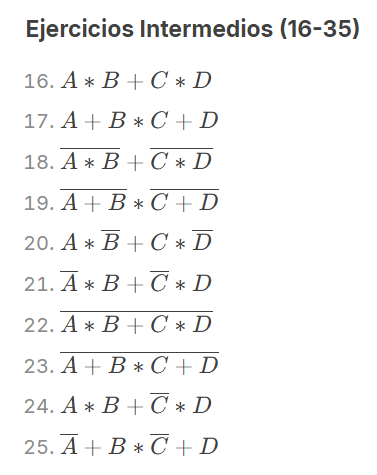 Ejercicios Intermedios (16-35)
16. A ∗ B + C ∗ D
17. A + B ∗ C + D
18. \overline{A ∗ B} + \overline{C ∗ D}
19. \overline{A + B} ∗ \overline{C + D}
20. A ∗ \overline{B} + C ∗ \overline{D}
21. \overline{A} ∗ B + \overline{C} ∗ D
22. \overline{A ∗ B + C ∗ D}
23. \overline{A + B ∗ C + D}
24. A ∗ B + \overline{C} ∗ D
25. \overline{A} + B ∗ \overline{C} + D